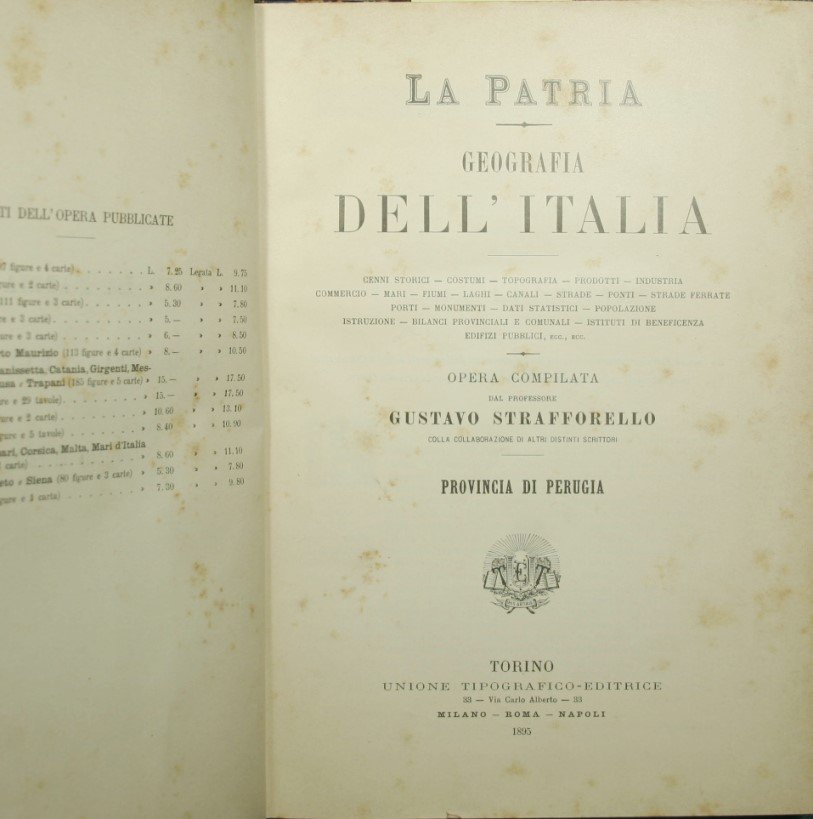 TI DELL'OPERA PUBBLICATE
97 figure e 4 carte) . . . . . . . L. 7.25 Legata L. 9.75
ure e 2 carte) . . . . . . . . » 8.60 » » 11.10
111 figure e 3 carte) . . . . . . » 5.30 » » 7.80
re e 3 carte) . . . . . . . . » 5.— » » 7.50
ure e 3 carte) . . . . . . . . » 6.— » » 8.50
to Maurizio (113 figure e 4 carte) » 8.— » » 10.50
anissetta, Catania, Girgenti, Mes-
usa e Trapani (185 figure e 5 carte) » 15.— » » 17.50
re e 29 tavole) . . . . . . . » 15.— » » 17.50
ure e 2 carte) . . . . . . . . » 10.60 » » 13.10
gure e 5 tavole) . . . . . . . » 8.40 » » 10.90
ari, Corsica, Malta, Mari d'Italia
carte) . . . . . . . . . » 8.60 » » 11.10
eto e Siena (80 figure e 3 carte) » 5.30 » » 7.80
gure e 4 carte) . . . . . . . » 7.30 » » 9.80
LA PATRIA
GEOGRAFIA
DELL'ITALIA
CENNI STORICI — COSTUMI — TOPOGRAFIA — PRODOTTI — INDUSTRIA
COMMERCIO — MARI — FIUMI — LAGHI — CANALI — STRADE — PONTI — STRADE FERRATE
PORTI — MONUMENTI — DATI STATISTICI — POPOLAZIONE
ISTRUZIONE — BILANCI PROVINCIALI E COMUNALI — ISTITUTI DI BENEFICENZA
EDIFIZI PUBBLICI, ECC., ECC.
OPERA COMPILATA
DAL PROFESSORE
GUSTAVO STRAFFORELLO
COLLA COLLABORAZIONE DI ALTRI DISTINTI SCRITTORI
PROVINCIA DI PERUGIA
TET
TORINO
UNIONE TIPOGRAFICO-EDITRICE
33 — Via Carlo Alberto — 33
MILANO — ROMA — NAPOLI
1895